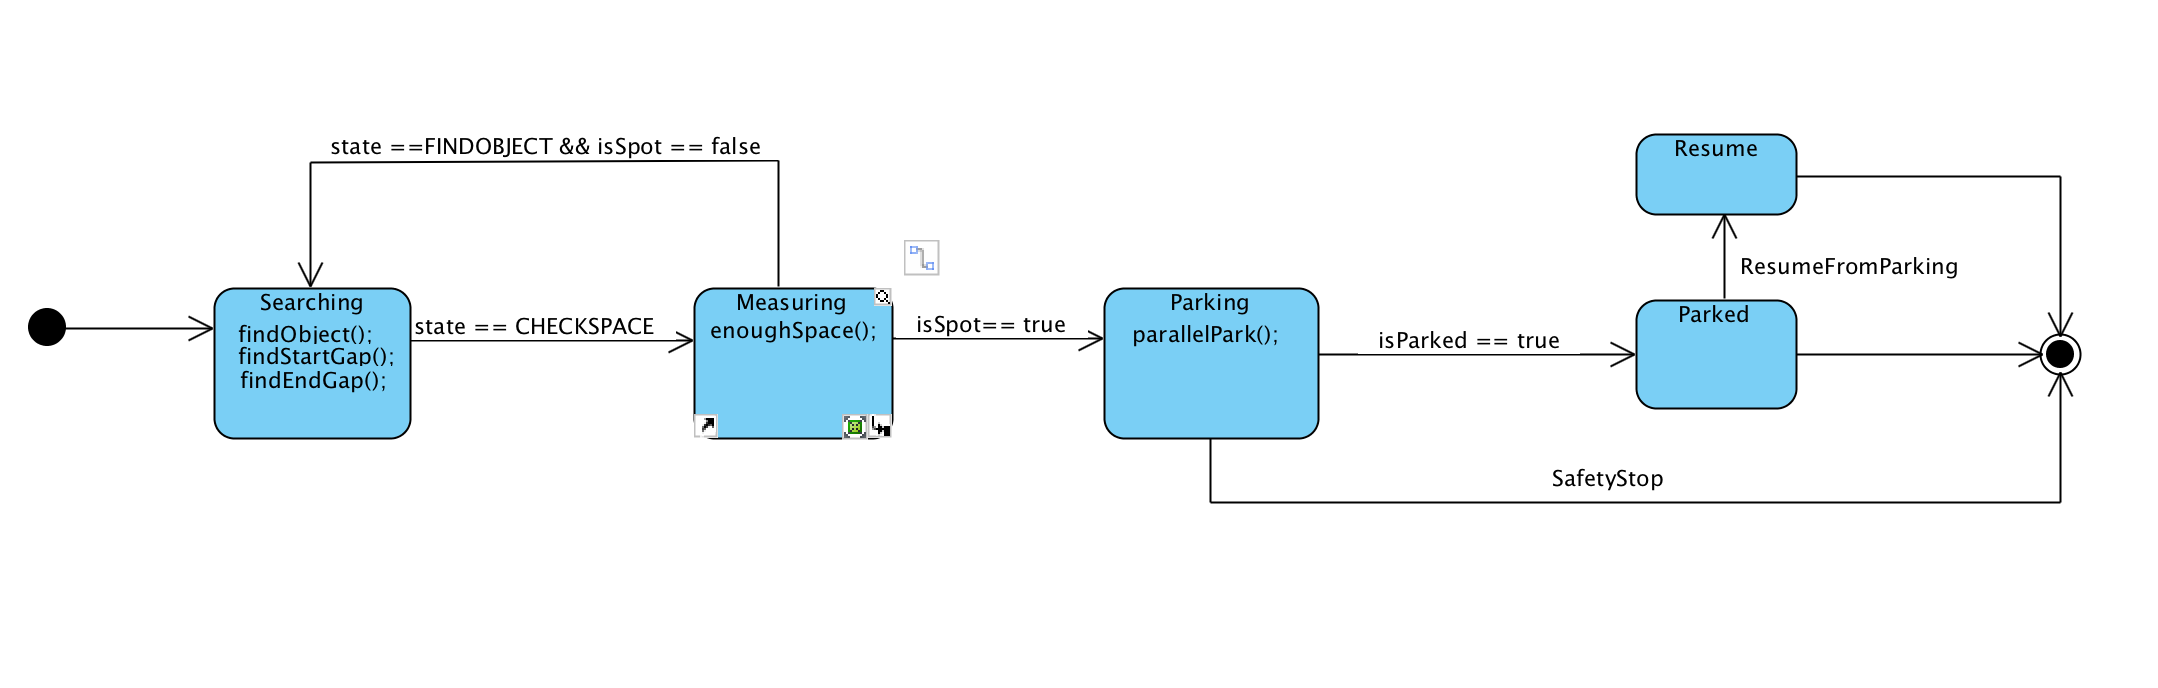 state ==FINDOBJECT && isSpot == false
Searching
findObject();
findStartGap();
findEndGap();
state == CHECKSPACE
Measuring
enoughSpace();
isSpot== true
Parking
parallelPark();
isParked == true
Resume
ResumeFromParking
Parked
SafetyStop